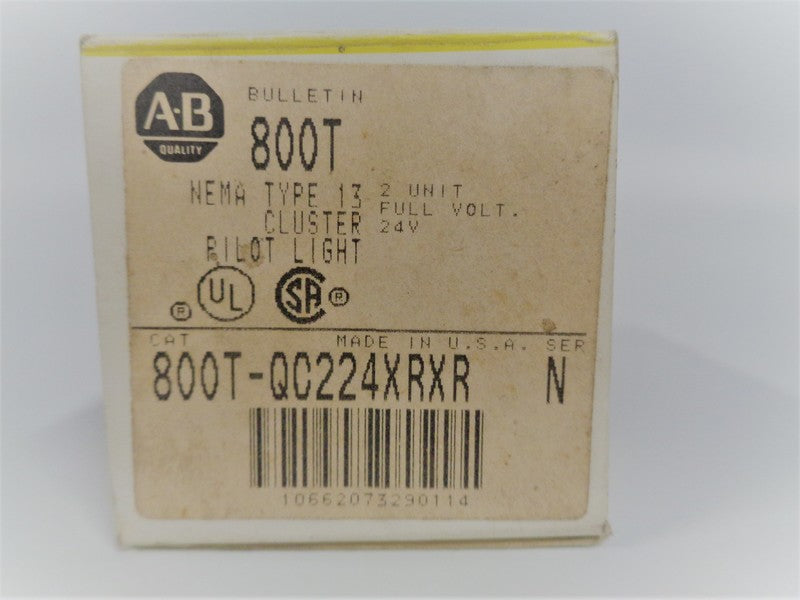 A·B
QUALITY
BULLETIN
800T
NEMA TYPE 13 2 UNIT
CLUSTER FULL VOLT.
PILOT LIGHT 24V
® UL SA ®
CAT MADE IN U.S.A. SER
800T-QC224XRXR N
10662073290114